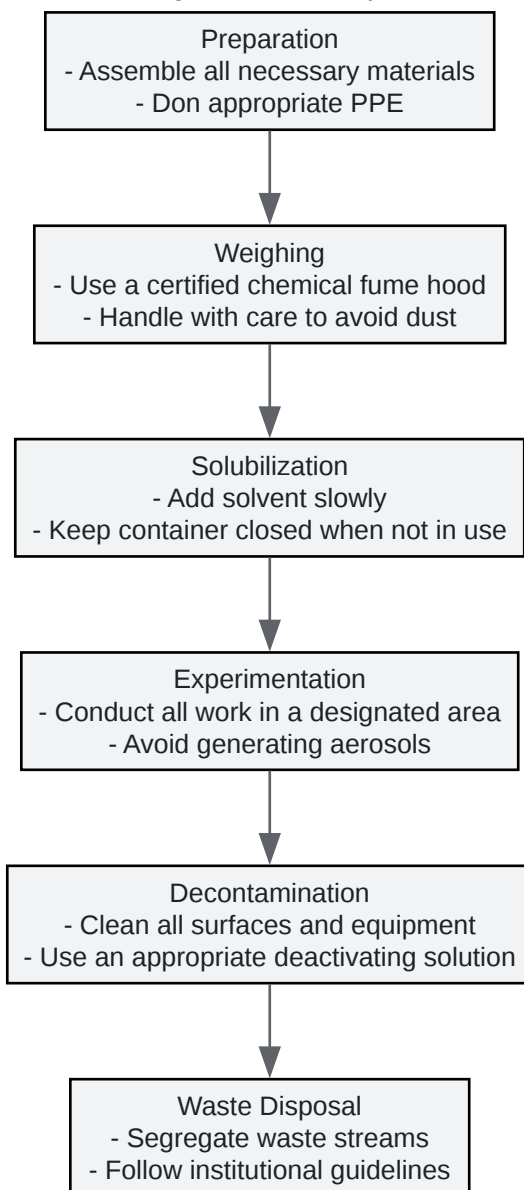 Preparation
- Assemble all necessary materials
- Don appropriate PPE
Weighing
- Use a certified chemical fume hood
- Handle with care to avoid dust
Solubilization
- Add solvent slowly
- Keep container closed when not in use
Experimentation
- Conduct all work in a designated area
- Avoid generating aerosols
Decontamination
- Clean all surfaces and equipment
- Use an appropriate deactivating solution
Waste Disposal
- Segregate waste streams
- Follow institutional guidelines